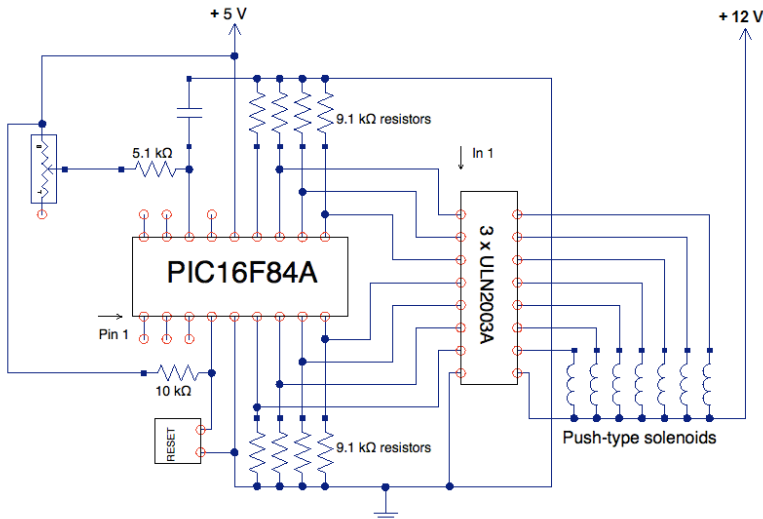 + 5 V
+ 12 V
9.1 kΩ resistors
5.1 kΩ
In 1
PIC16F84A
3 x ULN2003A
Pin 1
10 kΩ
RESET
9.1 kΩ resistors
Push-type solenoids